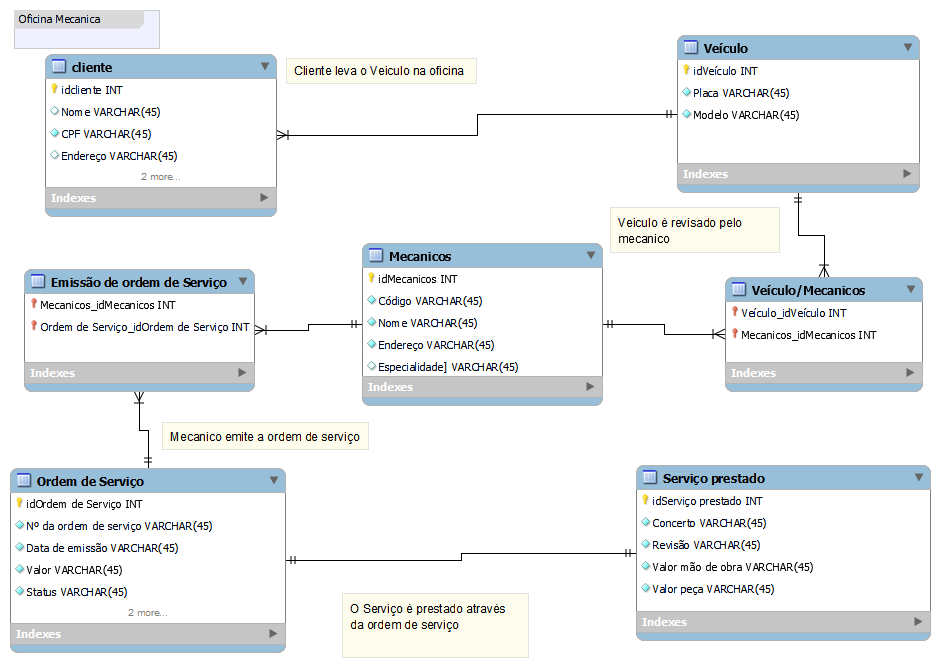 Oficina Mecanica
cliente
idcliente INT
Nome VARCHAR(45)
CPF VARCHAR(45)
Endereço VARCHAR(45)
2 more...
Indexes
Cliente leva o Veiculo na oficina
Veículo
idVeículo INT
Placa VARCHAR(45)
Modelo VARCHAR(45)
Indexes
Veiculo é revisado pelo
mecanico
Emissão de ordem de Serviço
Mecanicos_idMecanicos INT
Ordem de Serviço_idOrdem de Serviço INT
Indexes
Mecanicos
idMecanicos INT
Código VARCHAR(45)
Nome VARCHAR(45)
Endereço VARCHAR(45)
Especialidade] VARCHAR(45)
Indexes
Veículo/Mecanicos
Veículo_idVeículo INT
Mecanicos_idMecanicos INT
Indexes
Mecanico emite a ordem de serviço
Ordem de Serviço
idOrdem de Serviço INT
Nº da ordem de serviço VARCHAR(45)
Data de emissão VARCHAR(45)
Valor VARCHAR(45)
Status VARCHAR(45)
2 more...
Indexes
O Serviço é prestado através
da ordem de serviço
Serviço prestado
idServiço prestado INT
Concerto VARCHAR(45)
Revisão VARCHAR(45)
Valor mão de obra VARCHAR(45)
Valor peça VARCHAR(45)
Indexes